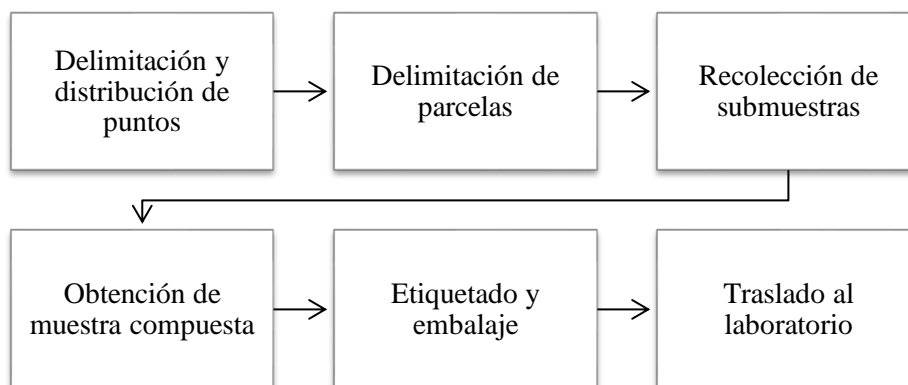 Delimitación y
distribución de
puntos
Delimitación de
parcelas
Recolección de
submuestras
Obtención de
muestra compuesta
Etiquetado y
embalaje
Traslado al
laboratorio